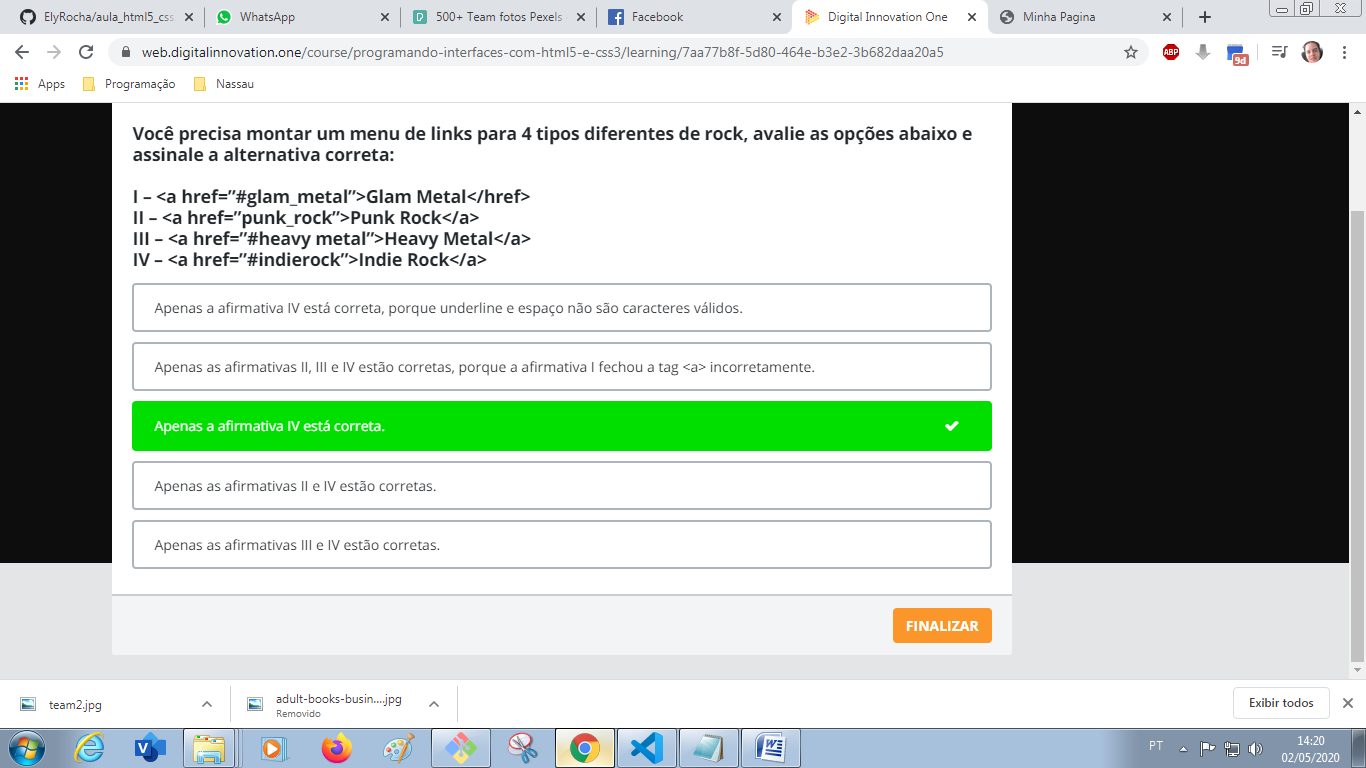 ElyRocha/aula_html5_css
WhatsApp
500+ Team fotos Pexels
Facebook
Digital Innovation One
Minha Pagina
web.digitalinnovation.one/course/programando-interfaces-com-html5-e-css3/learning/7aa77b8f-5d80-464e-b3e2-3b682daa20a5
ABP
9d
Apps
Programação
Nassau
Você precisa montar um menu de links para 4 tipos diferentes de rock, avalie as opções abaixo e
assinale a alternativa correta:
I – <a href=”#glam_metal”>Glam Metal</href>
II – <a href=”punk_rock”>Punk Rock</a>
III – <a href=”#heavy metal”>Heavy Metal</a>
IV – <a href=”#indierock”>Indie Rock</a>
Apenas a afirmativa IV está correta, porque underline e espaço não são caracteres válidos.
Apenas as afirmativas II, III e IV estão corretas, porque a afirmativa I fechou a tag <a> incorretamente.
Apenas a afirmativa IV está correta.
Apenas as afirmativas II e IV estão corretas.
Apenas as afirmativas III e IV estão corretas.
FINALIZAR
team2.jpg
adult-books-busin....jpg
Removido
Exibir todos
PT
14:20
02/05/2020